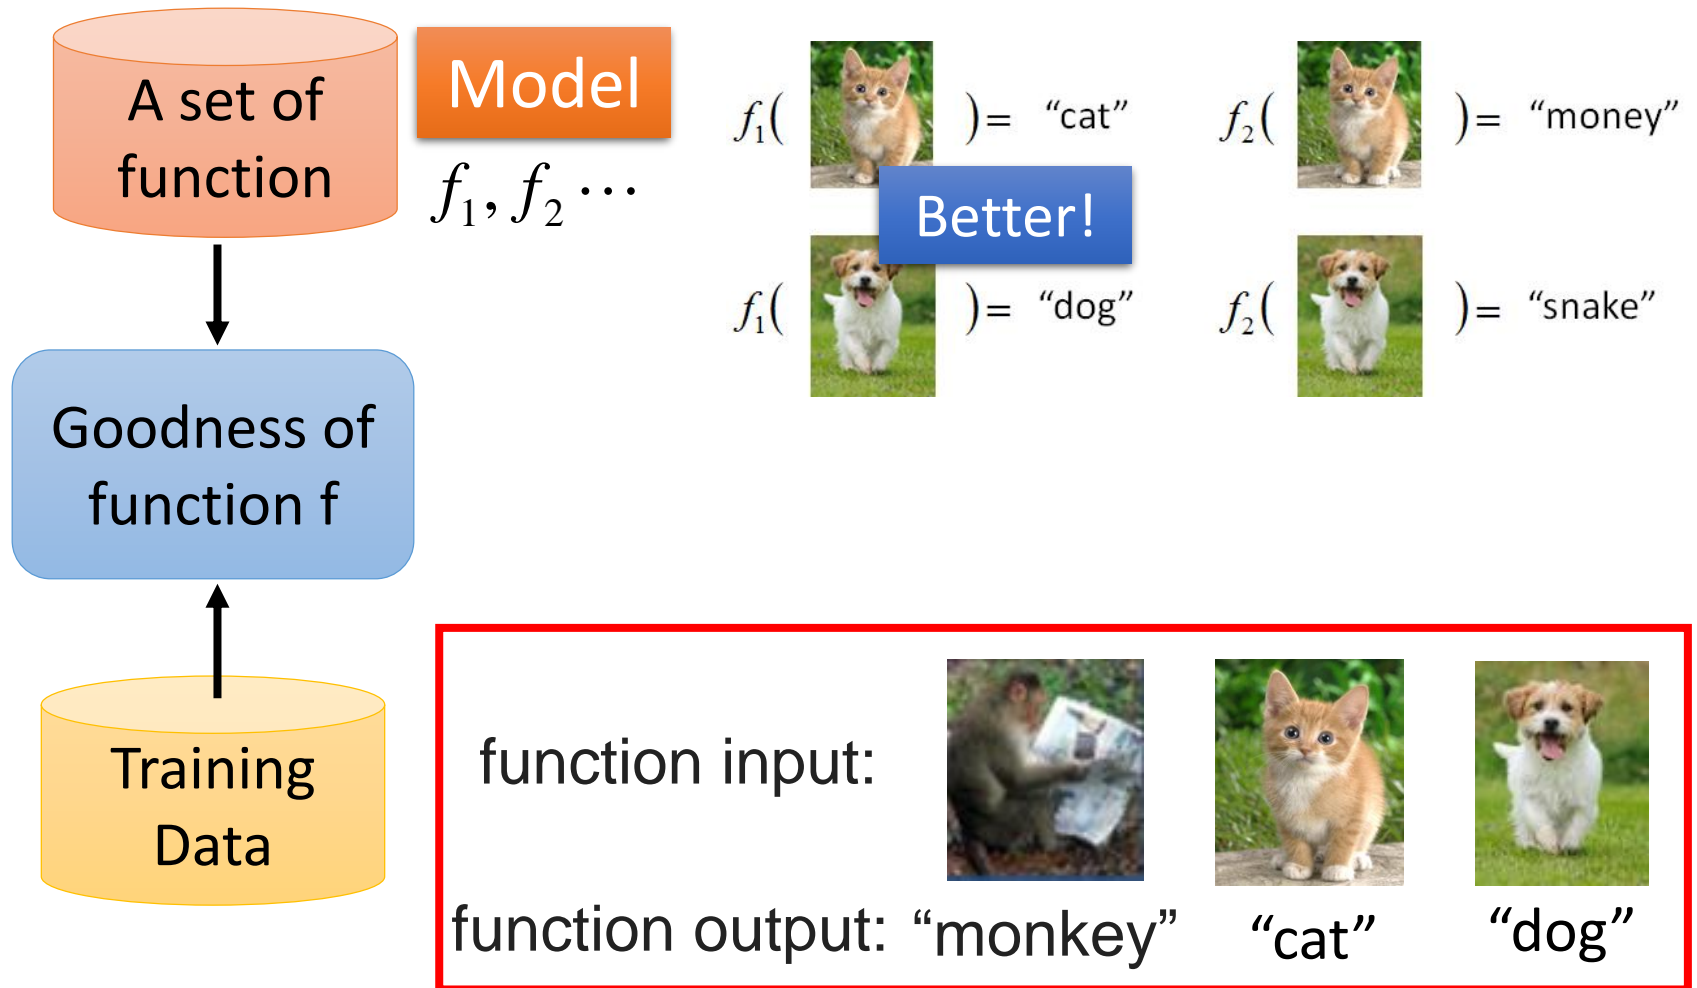 A set of
function
Model
f₁, f₂ ⋯
f₁( ) = “cat”
f₂( ) = “money”
Better!
f₁( ) = “dog”
f₂( ) = “snake”
Goodness of
function f
Training
Data
function input:
function output: “monkey” “cat” “dog”